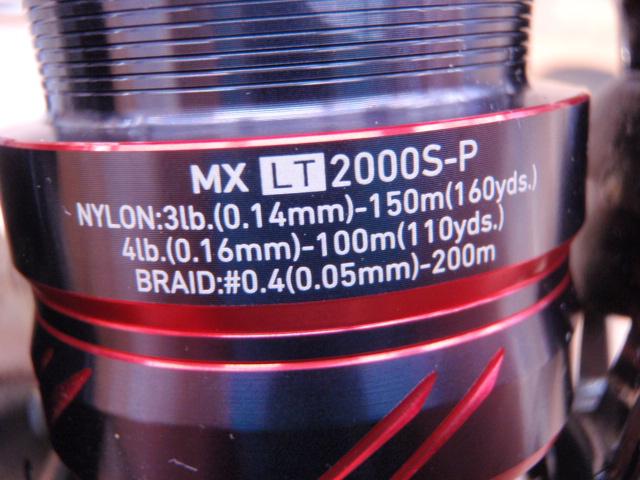 MX LT 2000S-P
NYLON:3lb.(0.14mm)-150m(160yds.)
4lb.(0.16mm)-100m(110yds.)
BRAID:#0.4(0.05mm)-200m